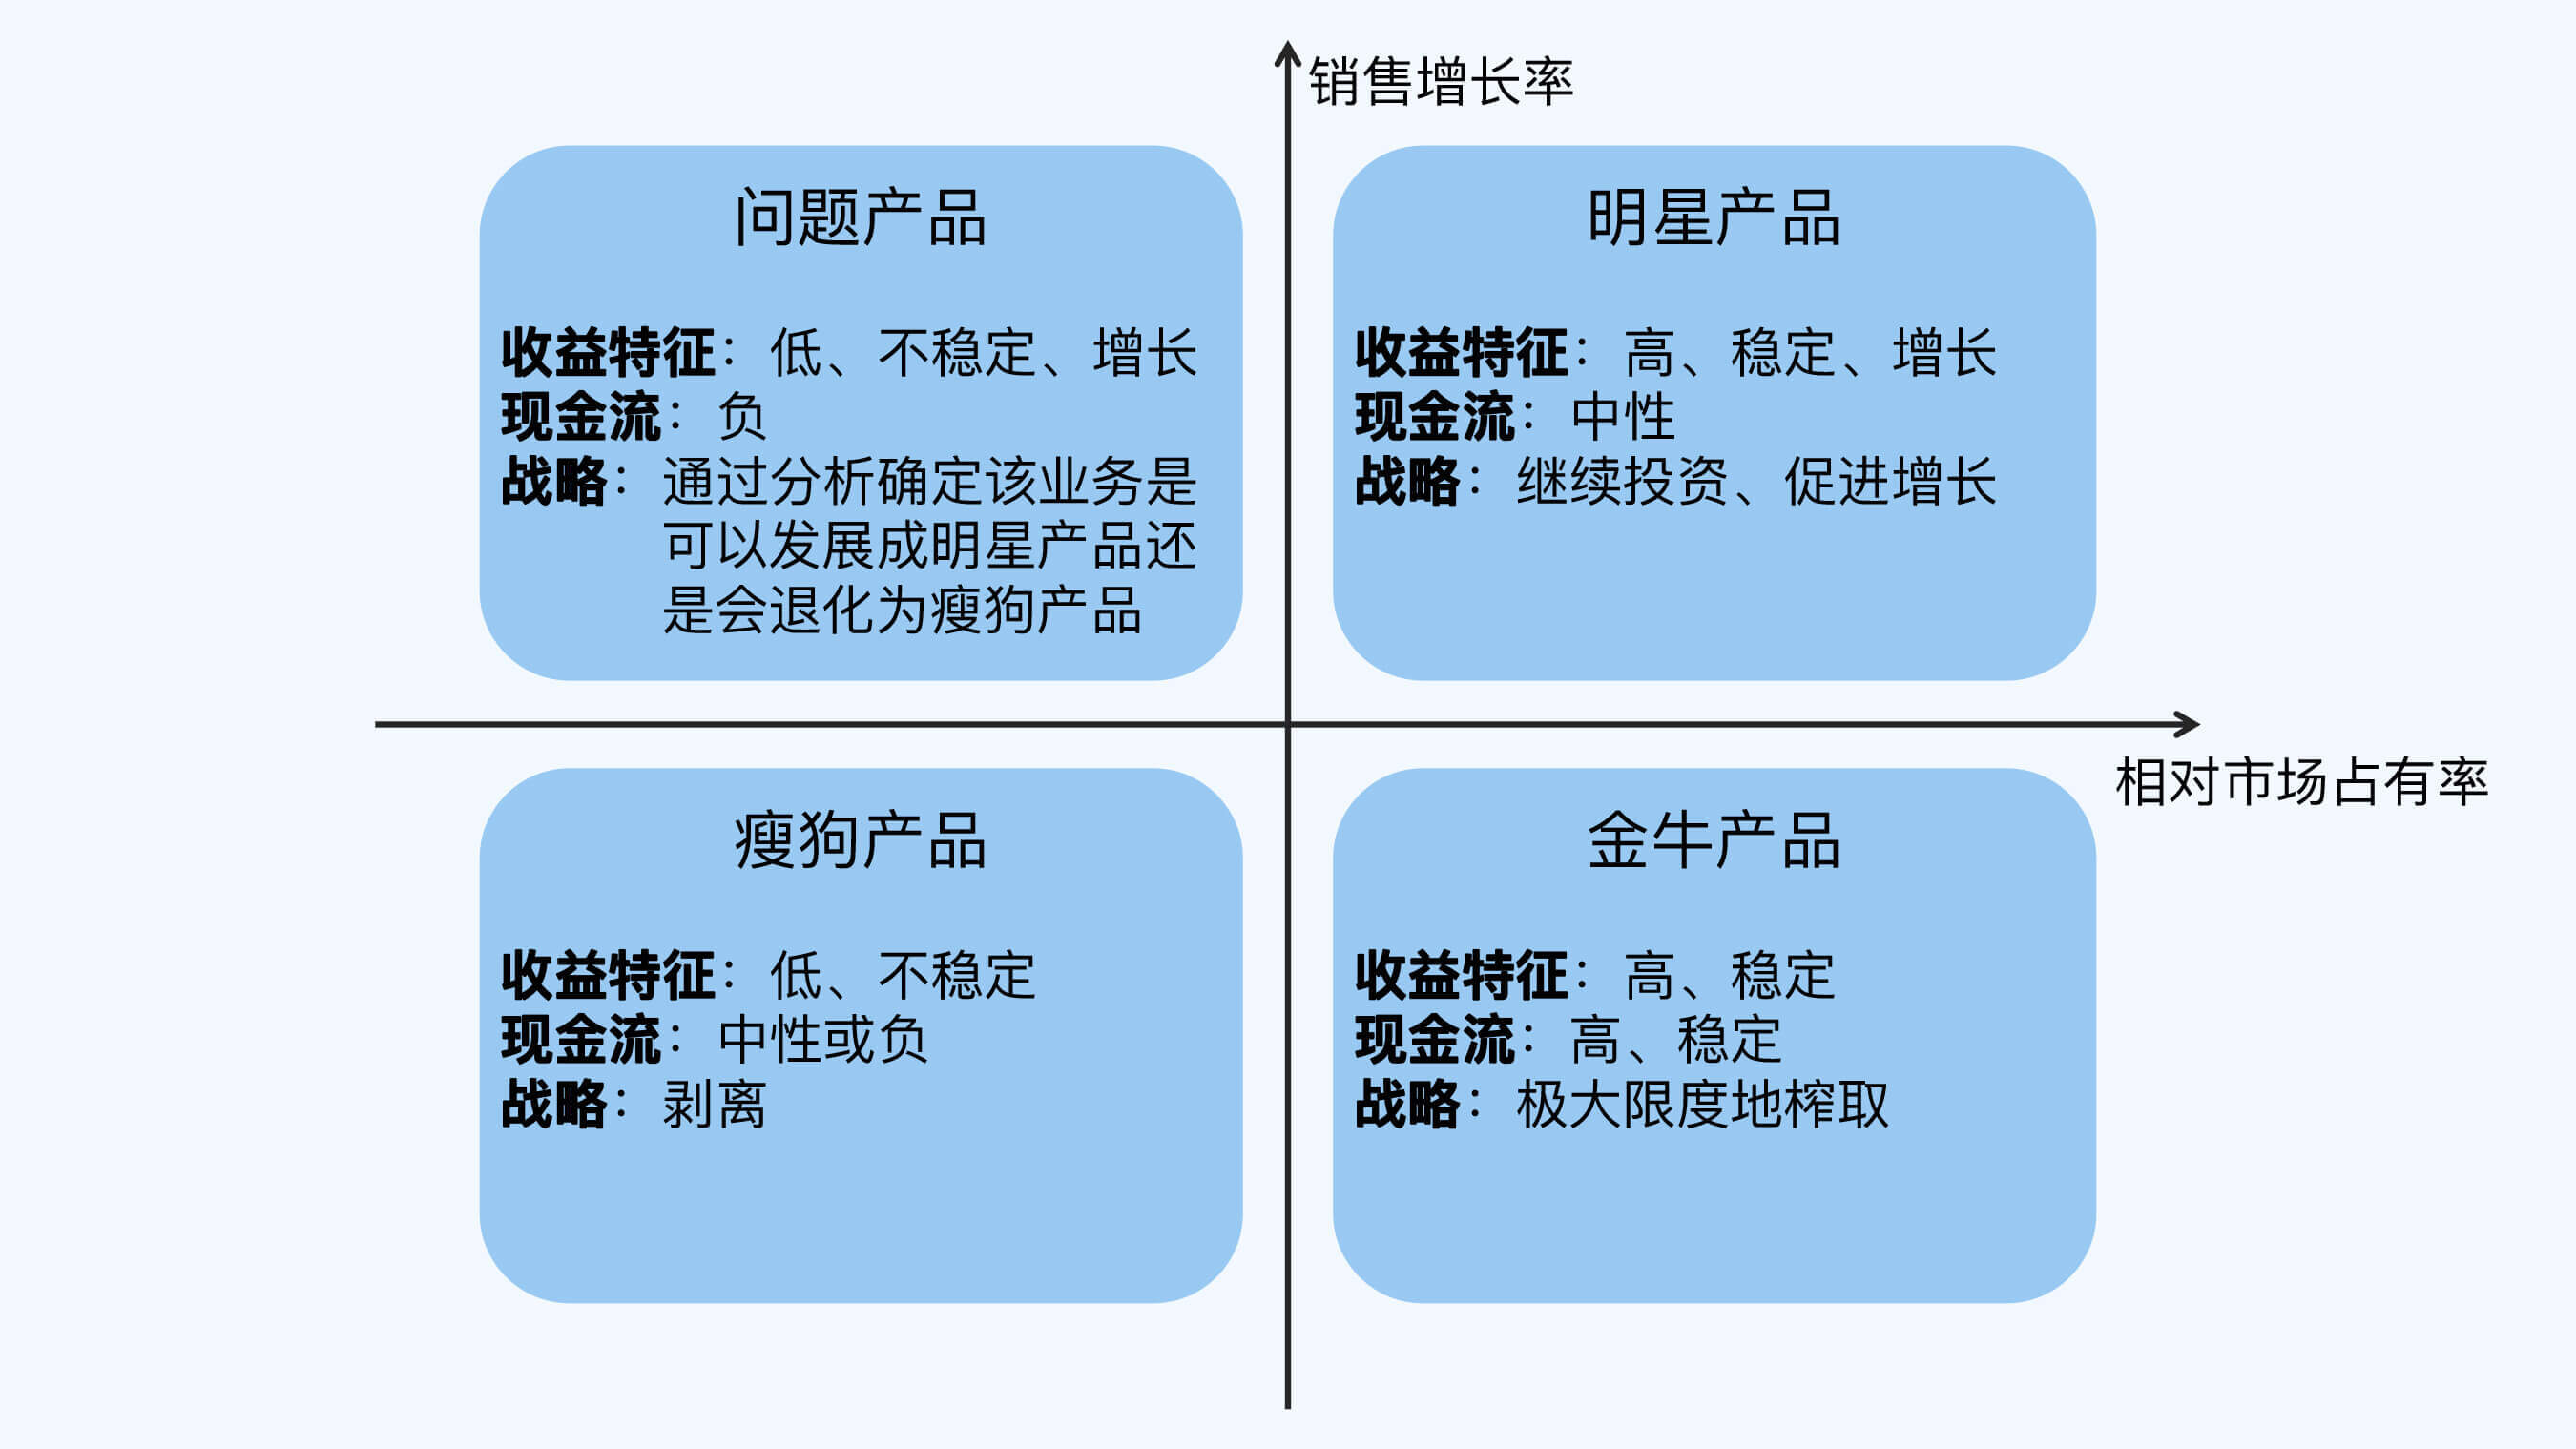 销售增长率
问题产品
收益特征：低、不稳定、增长
现金流：负
战略：通过分析确定该业务是
可以发展成明星产品还
是会退化为瘦狗产品
明星产品
收益特征：高、稳定、增长
现金流：中性
战略：继续投资、促进增长
相对市场占有率
瘦狗产品
收益特征：低、不稳定
现金流：中性或负
战略：剥离
金牛产品
收益特征：高、稳定
现金流：高、稳定
战略：极大限度地榨取